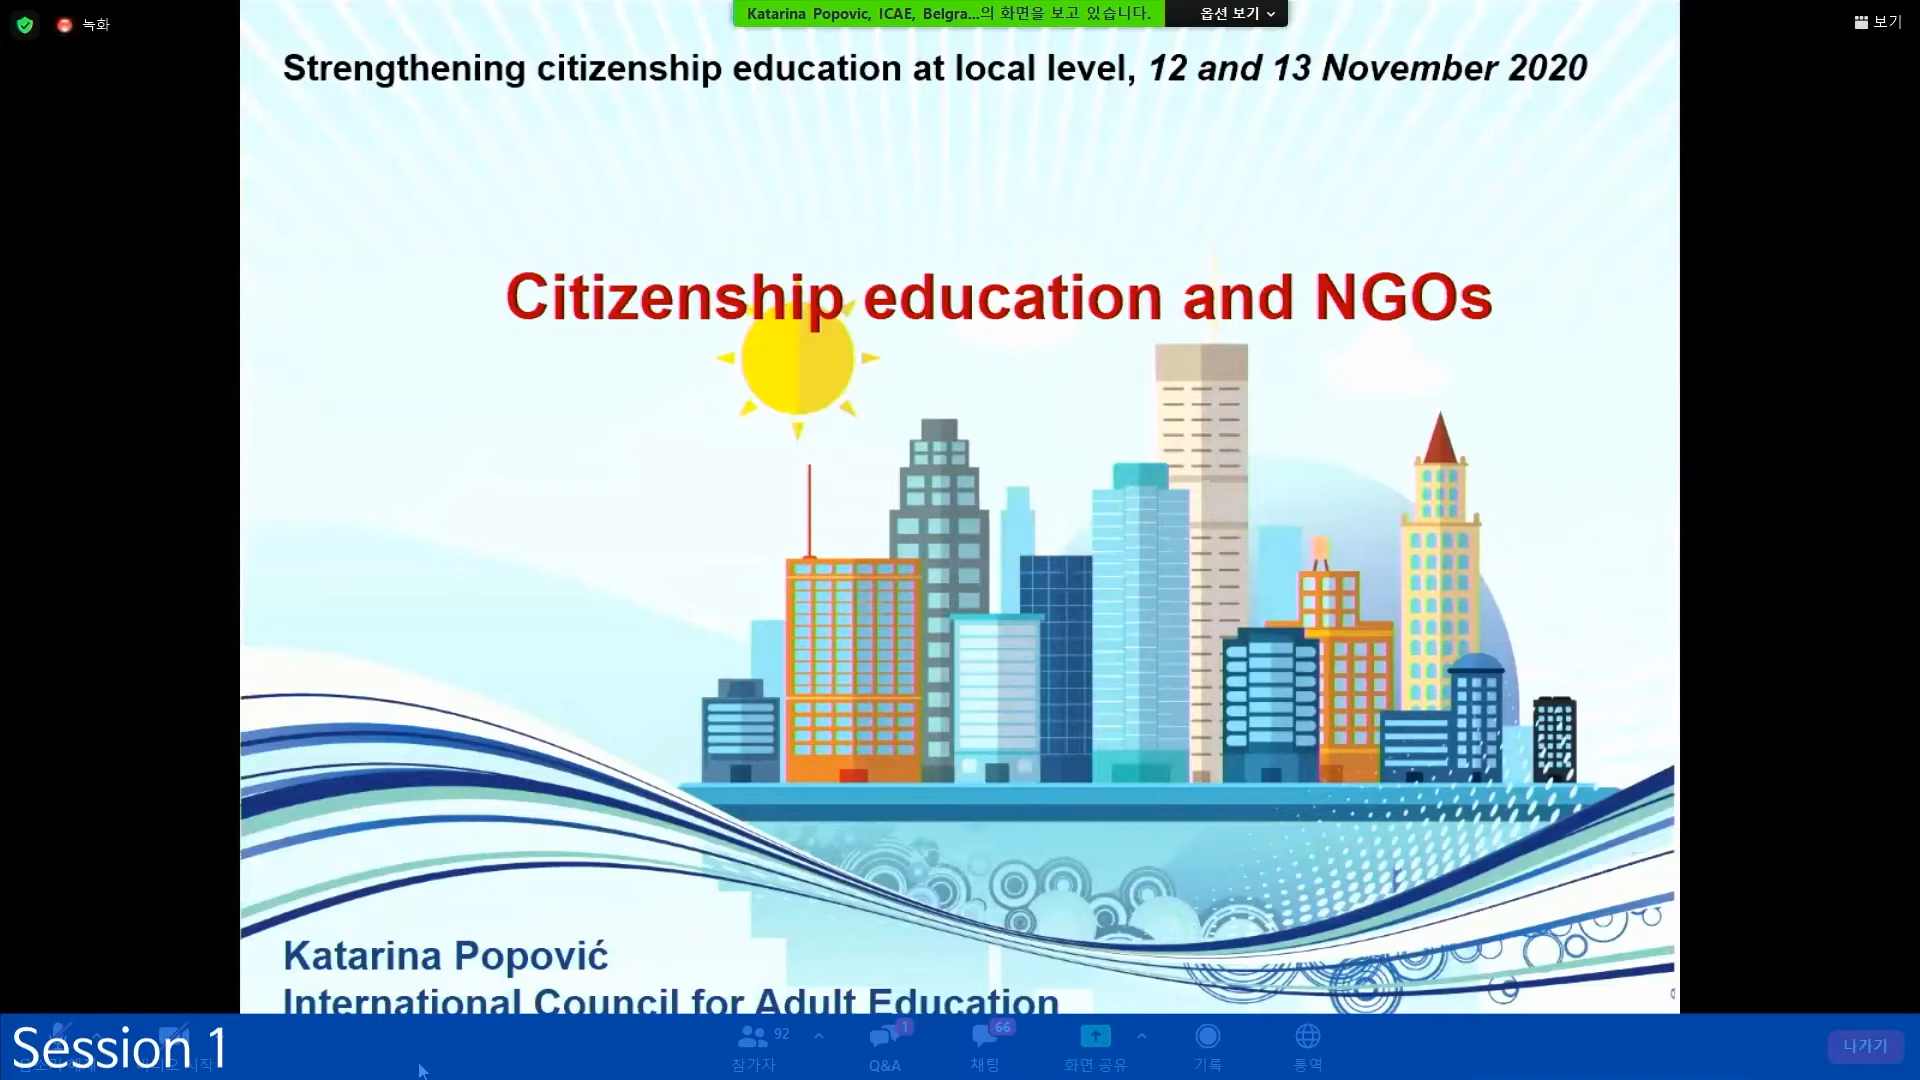 녹화
Katarina Popovic, ICAE, Belgra...의 화면을 보고 있습니다.
옵션 보기
보기
Strengthening citizenship education at local level, 12 and 13 November 2020
Citizenship education and NGOs
Katarina Popović
International Council for Adult Education
Session 1
92
1
66
참가자
Q&A
채팅
화면 공유
기록
통역
나가기